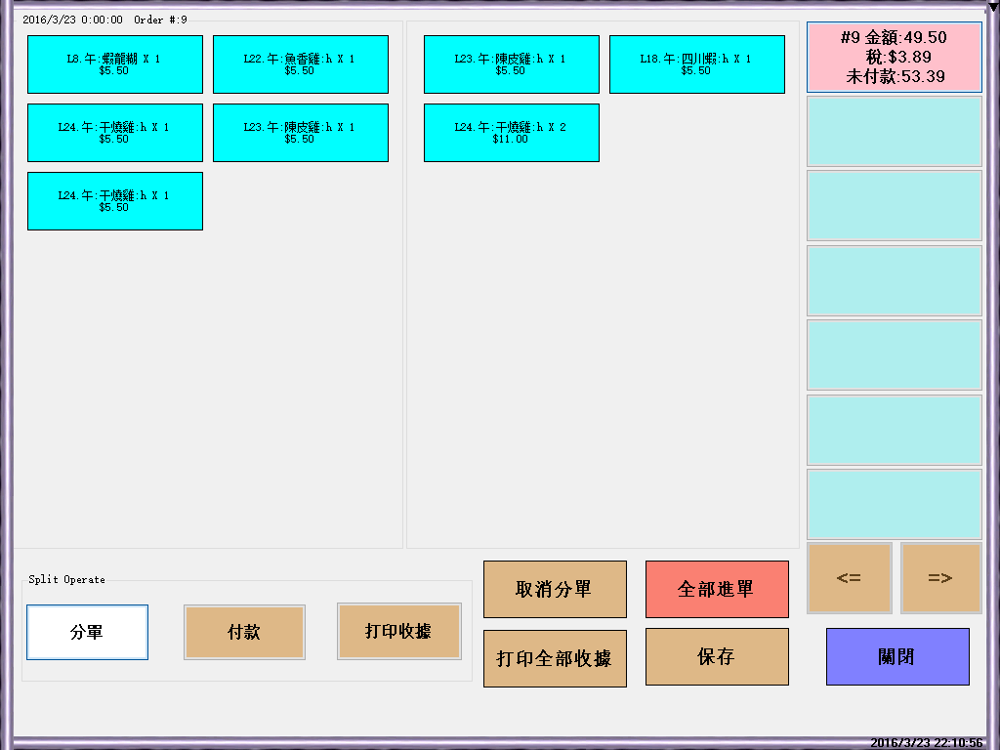 2016/3/23 0:00:00 Order #:9
L8. 午:蝦龍糊 X 1
$5.50
L22. 午:魚香雞:h X 1
$5.50
L23. 午:陳皮雞:h X 1
$5.50
L18. 午:四川蝦:h X 1
$5.50
L24. 午:干燒雞:h X 1
$5.50
L23. 午:陳皮雞:h X 1
$5.50
L24. 午:干燒雞:h X 2
$11.00
L24. 午:干燒雞:h X 1
$5.50
#9 金額:49.50
税:$3.89
未付款:53.39
<=
=>
Split Operate
分單
付款
打印收據
取消分單
全部進單
打印全部收據
保存
關閉
2016/3/23 22:10:56